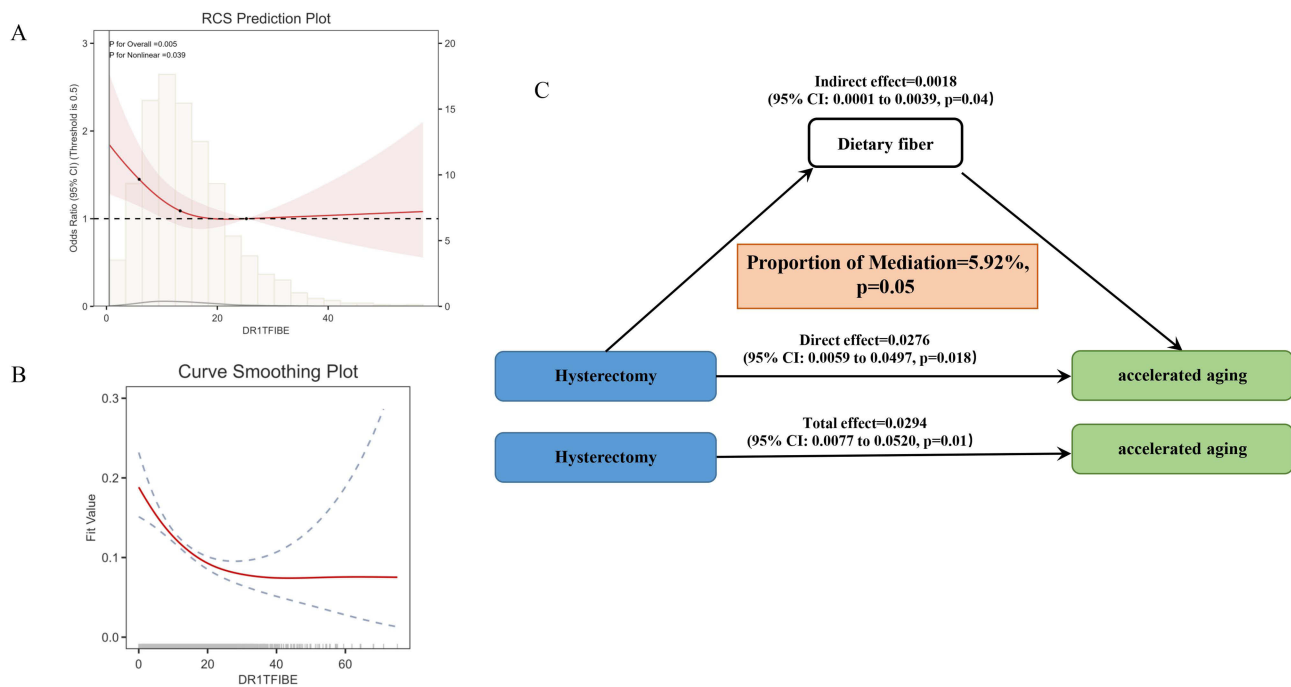 A
RCS Prediction Plot
P for Overall =0.005
P for Nonlinear =0.039
Odds Ratio (95% CI) (Threshold is 0.5)
3
2
1
0
20
15
10
5
0
0
20
40
DR1TFIBE
B
Curve Smoothing Plot
Fit Value
0.3
0.2
0.1
0.0
0
20
40
60
DR1TFIBE
C
Indirect effect=0.0018
(95% CI: 0.0001 to 0.0039, p=0.04)
Dietary fiber
Proportion of Mediation=5.92%,
p=0.05
Direct effect=0.0276
(95% CI: 0.0059 to 0.0497, p=0.018)
Hysterectomy
accelerated aging
Total effect=0.0294
(95% CI: 0.0077 to 0.0520, p=0.01)
Hysterectomy
accelerated aging